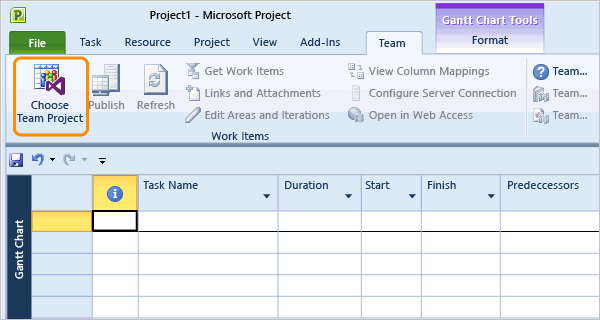 Project1 - Microsoft Project
Gantt Chart Tools
File Task Resource Project View Add-Ins Team Format
Choose Team Project
Publish
Refresh
Get Work Items
Links and Attachments
Edit Areas and Iterations
View Column Mappings
Configure Server Connection
Open in Web Access
Team...
Team...
Team...
Work Items
Task Name Duration Start Finish Predeccessors
Gantt Chart